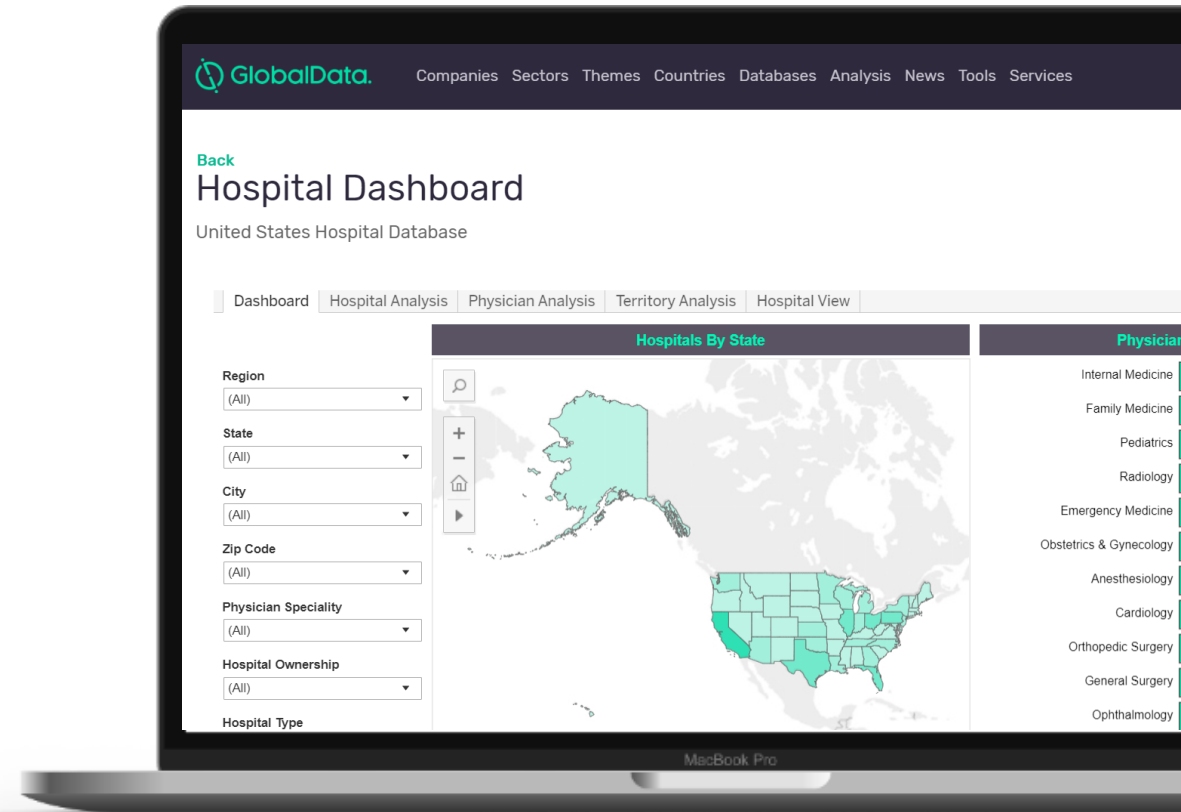 GlobalData. Companies Sectors Themes Countries Databases Analysis News Tools Services
Back
Hospital Dashboard
United States Hospital Database
Dashboard Hospital Analysis Physician Analysis Territory Analysis Hospital View
Hospitals By State
Region
(All)
State
(All)
City
(All)
Zip Code
(All)
Physician Speciality
(All)
Hospital Ownership
(All)
Hospital Type
Physician
Internal Medicine
Family Medicine
Pediatrics
Radiology
Emergency Medicine
Obstetrics & Gynecology
Anesthesiology
Cardiology
Orthopedic Surgery
General Surgery
Ophthalmology
MacBook Pro